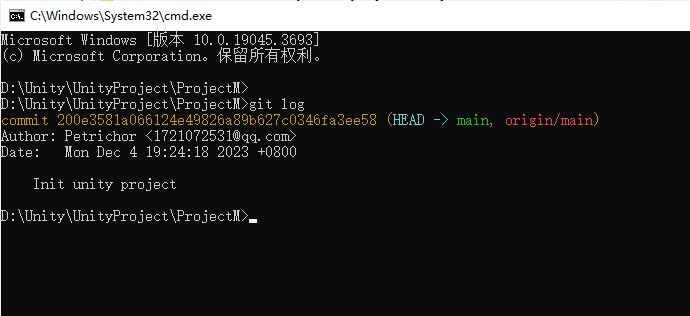 C:\Windows\System32\cmd.exe
Microsoft Windows [版本 10.0.19045.3693]
(c) Microsoft Corporation。保留所有权利。
D:\Unity\UnityProject\ProjectM>
D:\Unity\UnityProject\ProjectM>git log
commit 200e3581a066124e49826a89b627c0346fa3ee58 (HEAD -> main, origin/main)
Author: Petrichor <1721072531@qq.com>
Date:   Mon Dec 4 19:24:18 2023 +0800
    Init unity project
D:\Unity\UnityProject\ProjectM>